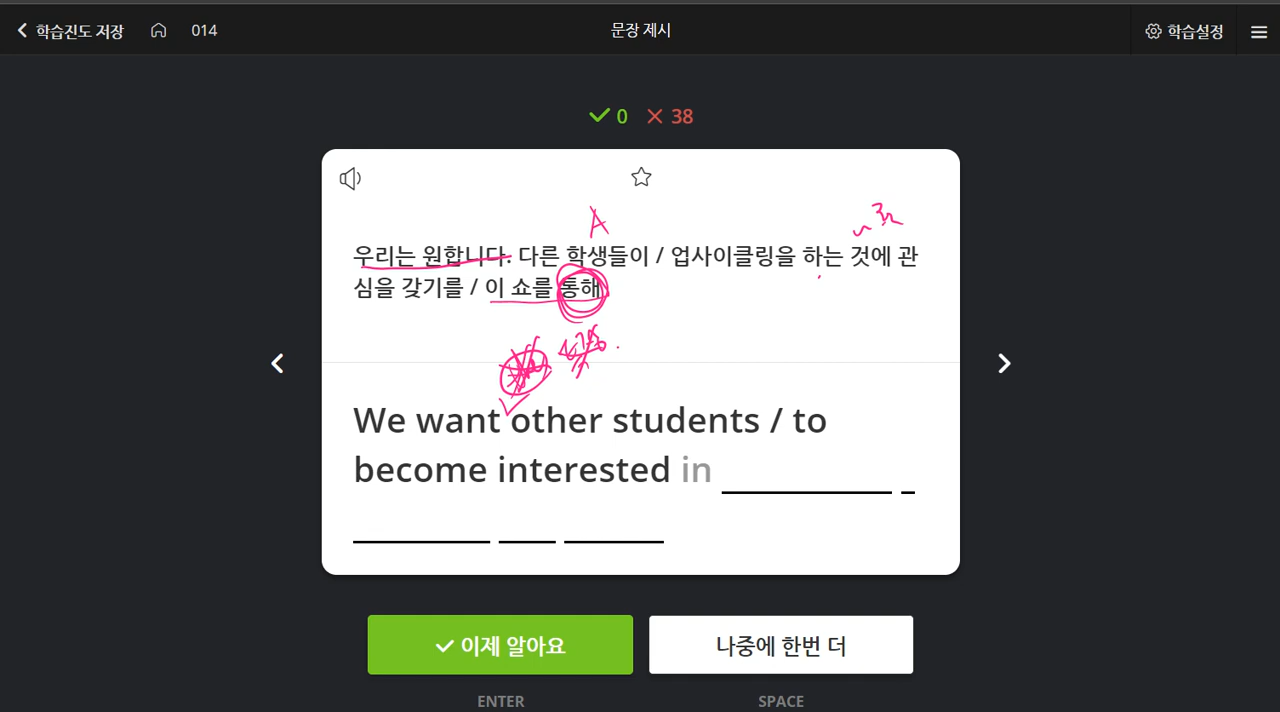 학습진도 저장 014 문장 제시 학습설정
0 38
A
우리는 원합니다. 다른 학생들이 / 업사이클링을 하는 것에 관
심을 갖기를 / 이 쇼를 통해
We want other students / to
become interested in
이제 알아요 나중에 한번 더
ENTER SPACE